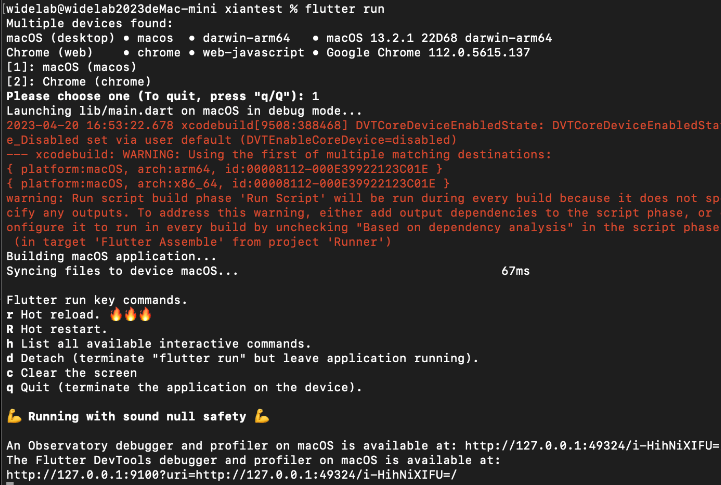 [widelab@widelab2023deMac-mini xiantest % flutter run
Multiple devices found:
macOS (desktop) • macos • darwin-arm64 • macOS 13.2.1 22D68 darwin-arm64
Chrome (web) • chrome • web-javascript • Google Chrome 112.0.5615.137
[1]: macOS (macos)
[2]: Chrome (chrome)
Please choose one (To quit, press "q/Q"): 1
Launching lib/main.dart on macOS in debug mode...
2023-04-20 16:53:22.678 xcodebuild[9508:388468] DVTCoreDeviceEnabledState: DVTCoreDeviceEnabledSta
e_Disabled set via user default (DVTEnableCoreDevice=disabled)
--- xcodebuild: WARNING: Using the first of multiple matching destinations:
{ platform:macOS, arch:arm64, id:00008112-000E39922123C01E }
{ platform:macOS, arch:x86_64, id:00008112-000E39922123C01E }
warning: Run script build phase 'Run Script' will be run during every build because it does not sp
cify any outputs. To address this warning, either add output dependencies to the script phase, or
onfigure it to run in every build by unchecking "Based on dependency analysis" in the script phase
(in target 'Flutter Assemble' from project 'Runner')
Building macOS application...
Syncing files to device macOS... 67ms
Flutter run key commands.
r Hot reload. 🔥🔥🔥
R Hot restart.
h List all available interactive commands.
d Detach (terminate "flutter run" but leave application running).
c Clear the screen
q Quit (terminate the application on the device).
💪 Running with sound null safety 💪
An Observatory debugger and profiler on macOS is available at: http://127.0.0.1:49324/i-HihNiXIFU=
The Flutter DevTools debugger and profiler on macOS is available at:
http://127.0.0.1:9100?uri=http://127.0.0.1:49324/i-HihNiXIFU=/